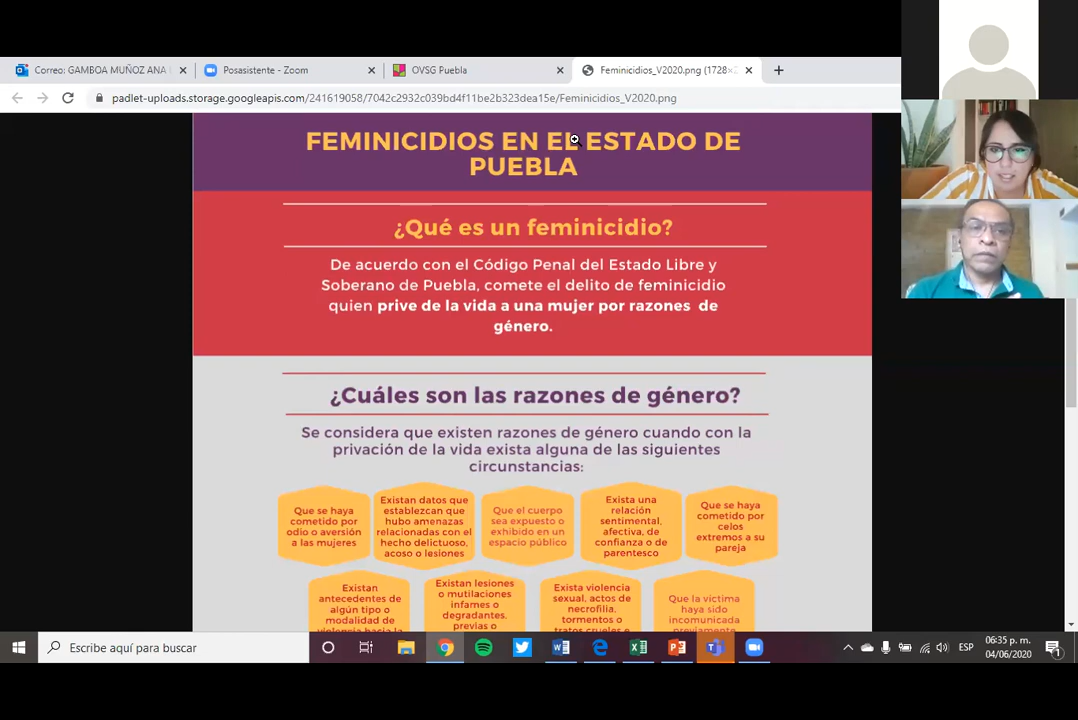 Correo: GAMBOA MUÑOZ ANA
Posasistente - Zoom
OVSG Puebla
Feminicidios_V2020.png (1728×
padlet-uploads.storage.googleapis.com/241619058/7042c2932c039bd4f11be2b323dea15e/Feminicidios_V2020.png
FEMINICIDIOS EN EL ESTADO DE
PUEBLA
¿Qué es un feminicidio?
De acuerdo con el Código Penal del Estado Libre y
Soberano de Puebla, comete el delito de feminicidio
quien prive de la vida a una mujer por razones de
género.
¿Cuáles son las razones de género?
Se considera que existen razones de género cuando con la
privación de la vida exista alguna de las siguientes
circunstancias:
Que se haya
cometido por
odio o aversión
a las mujeres
Existan datos que
establezcan que
hubo amenazas
relacionadas con el
hecho delictuoso,
acoso o lesiones
Que el cuerpo
sea expuesto o
exhibido en un
espacio público
Exista una
relación
sentimental,
afectiva, de
confianza o de
parentesco
Que se haya
cometido por
celos
extremos a su
pareja
Existan
antecedentes de
algún tipo o
modalidad de
violencia hacia la
Existan lesiones
o mutilaciones
infames o
degradantes,
previas o
Exista violencia
sexual, actos de
necrofilia,
tormentos o
tratos crueles e
Que la víctima
haya sido
incomunicada
previamente
Escribe aquí para buscar
ESP
06:35 p. m.
04/06/2020